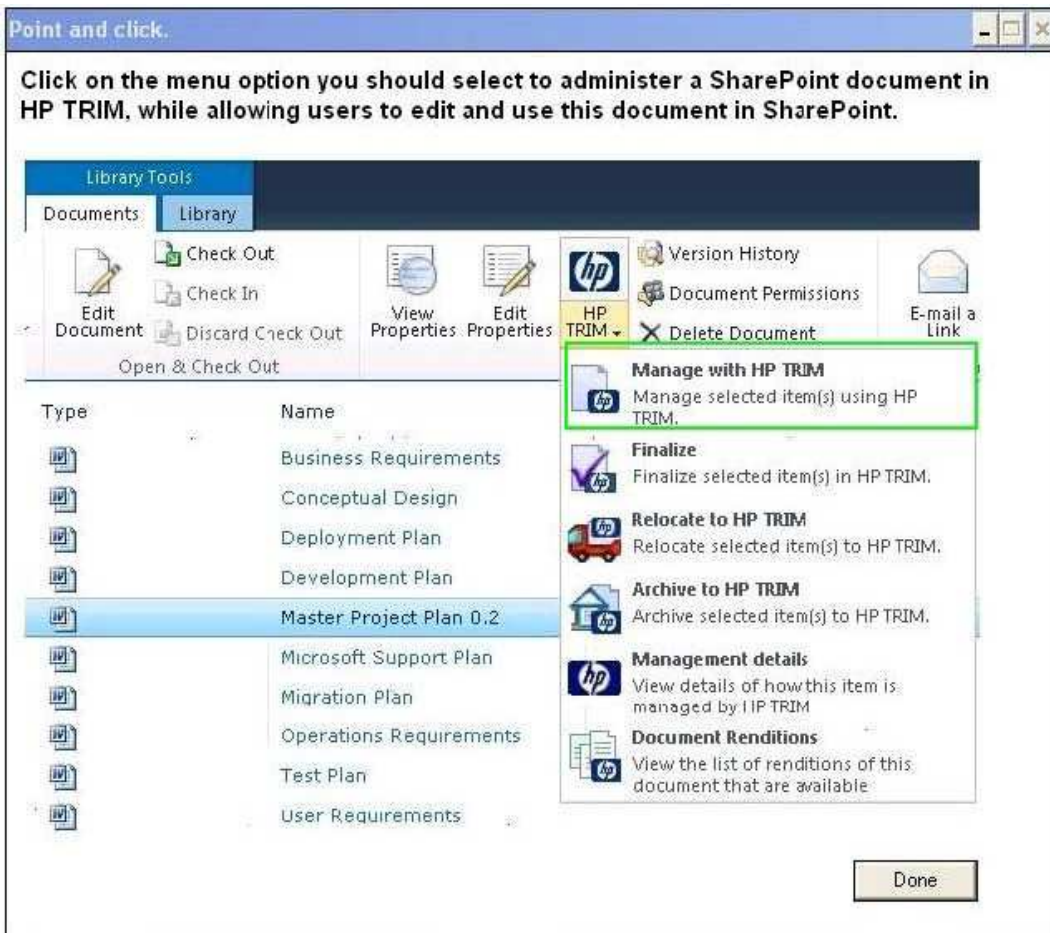 Point and click.
Click on the menu option you should select to administer a SharePoint document in
HP TRIM, while allowing users to edit and use this document in SharePoint.
Library Tools
Documents Library
Edit
Document
Check Out
Check In
Discard Check Out
Open & Check Out
View
Properties
Edit
Properties
hp
HP
TRIM
Version History
Document Permissions
Delete Document
E-mail a
Link
Manage with HP TRIM
Manage selected item(s) using HP
TRIM.
Finalize
Finalize selected item(s) in HP TRIM.
Relocate to HP TRIM
Relocate selected item(s) to HP TRIM.
Archive to HP TRIM
Archive selected item(s) to HP TRIM.
Management details
View details of how this item is
managed by HP TRIM
Document Renditions
View the list of renditions of this
document that are available
Type Name
Business Requirements
Conceptual Design
Deployment Plan
Development Plan
Master Project Plan 0.2
Microsoft Support Plan
Migration Plan
Operations Requirements
Test Plan
User Requirements
Done